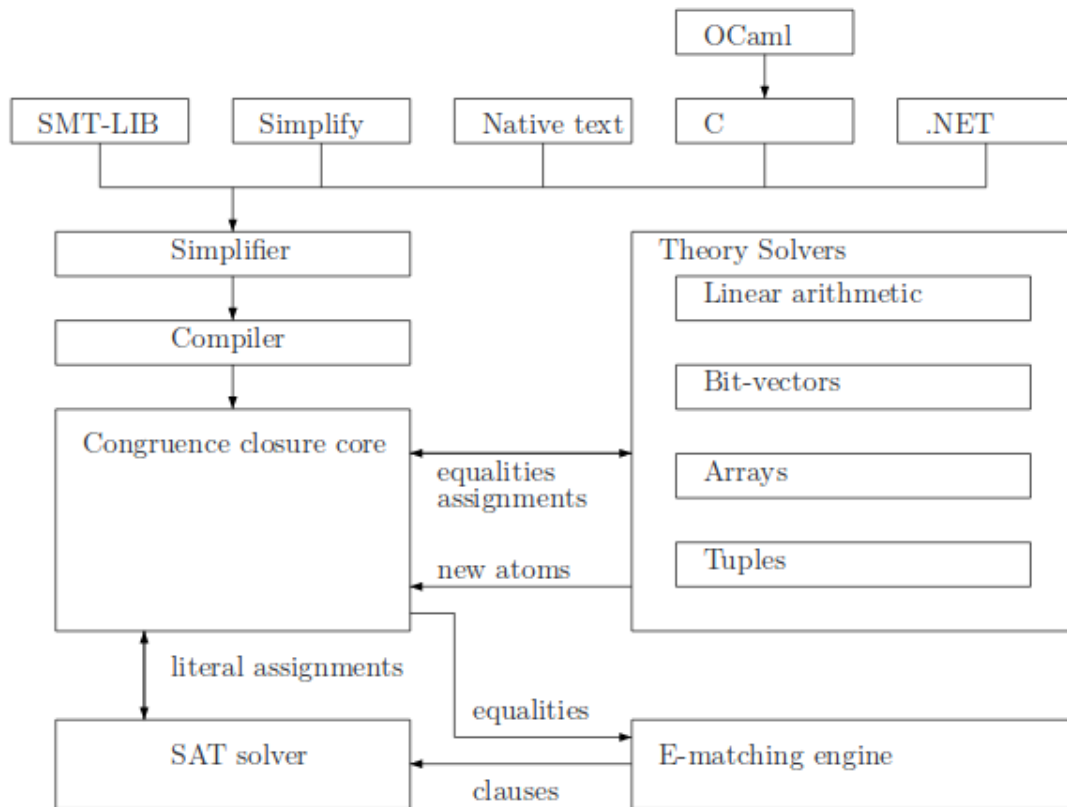 OCaml
SMT-LIB
Simplify
Native text
C
.NET
Simplifier
Theory Solvers
Linear arithmetic
Compiler
Bit-vectors
Congruence closure core
equalities
assignments
Arrays
new atoms
Tuples
literal assignments
equalities
SAT solver
E-matching engine
clauses